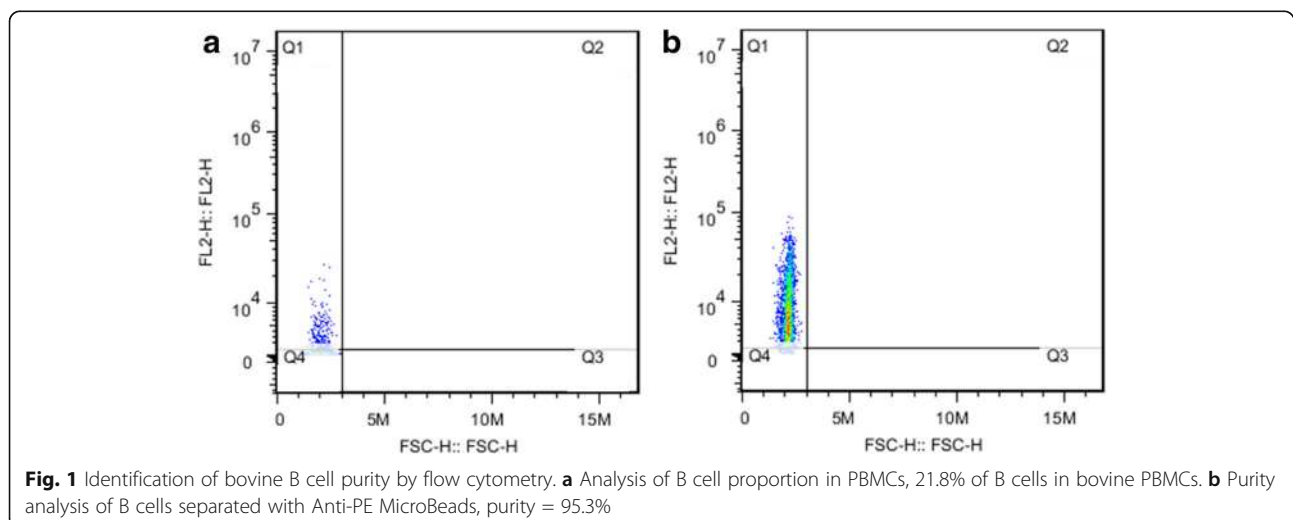 a
10^7
10^6
10^5
10^4
0
Q1
Q2
Q4
Q3
0
5M
10M
15M
FL2-H:: FL2-H
FSC-H:: FSC-H
b
10^7
10^6
10^5
10^4
0
Q1
Q2
Q4
Q3
0
5M
10M
15M
FL2-H:: FL2-H
FSC-H:: FSC-H
Fig. 1 Identification of bovine B cell purity by flow cytometry. a Analysis of B cell proportion in PBMCs, 21.8% of B cells in bovine PBMCs. b Purity
analysis of B cells separated with Anti-PE MicroBeads, purity = 95.3%